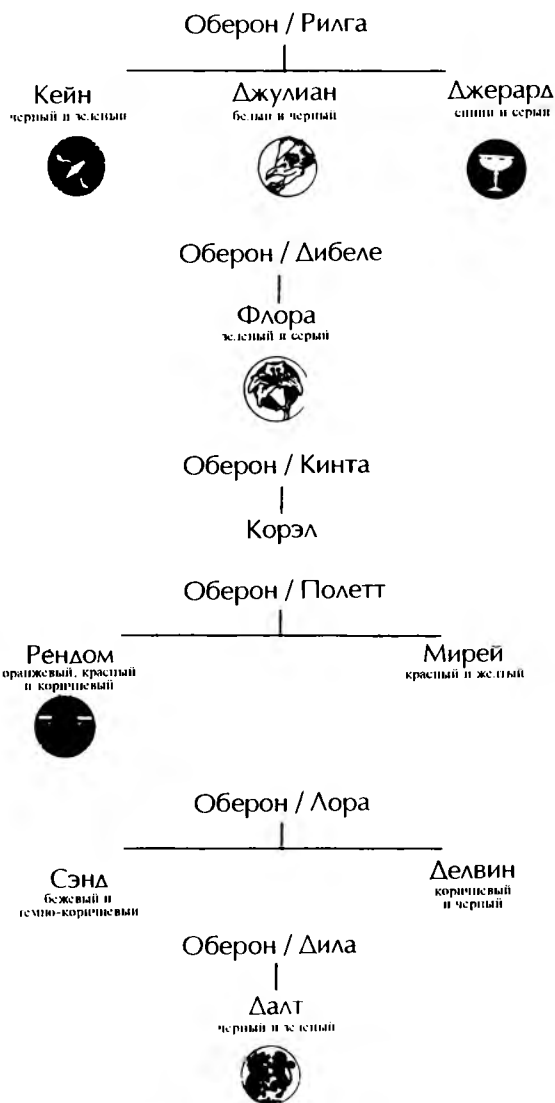 Оберон / Рилга
Кейн Джулиан Джерард
черный и зеленый белый и черный синий и серый
Оберон / Дибеле
Флора
зеленый и серый
Оберон / Кинта
Корэл
Оберон / Полетт
Рендом Мирей
оранжевый, красный красный и желтый
и коричневый
Оберон / Лора
Сэнд Делвин
бежевый и коричневый
темно-коричневый и черный
Оберон / Дила
Далт
черный и зеленый